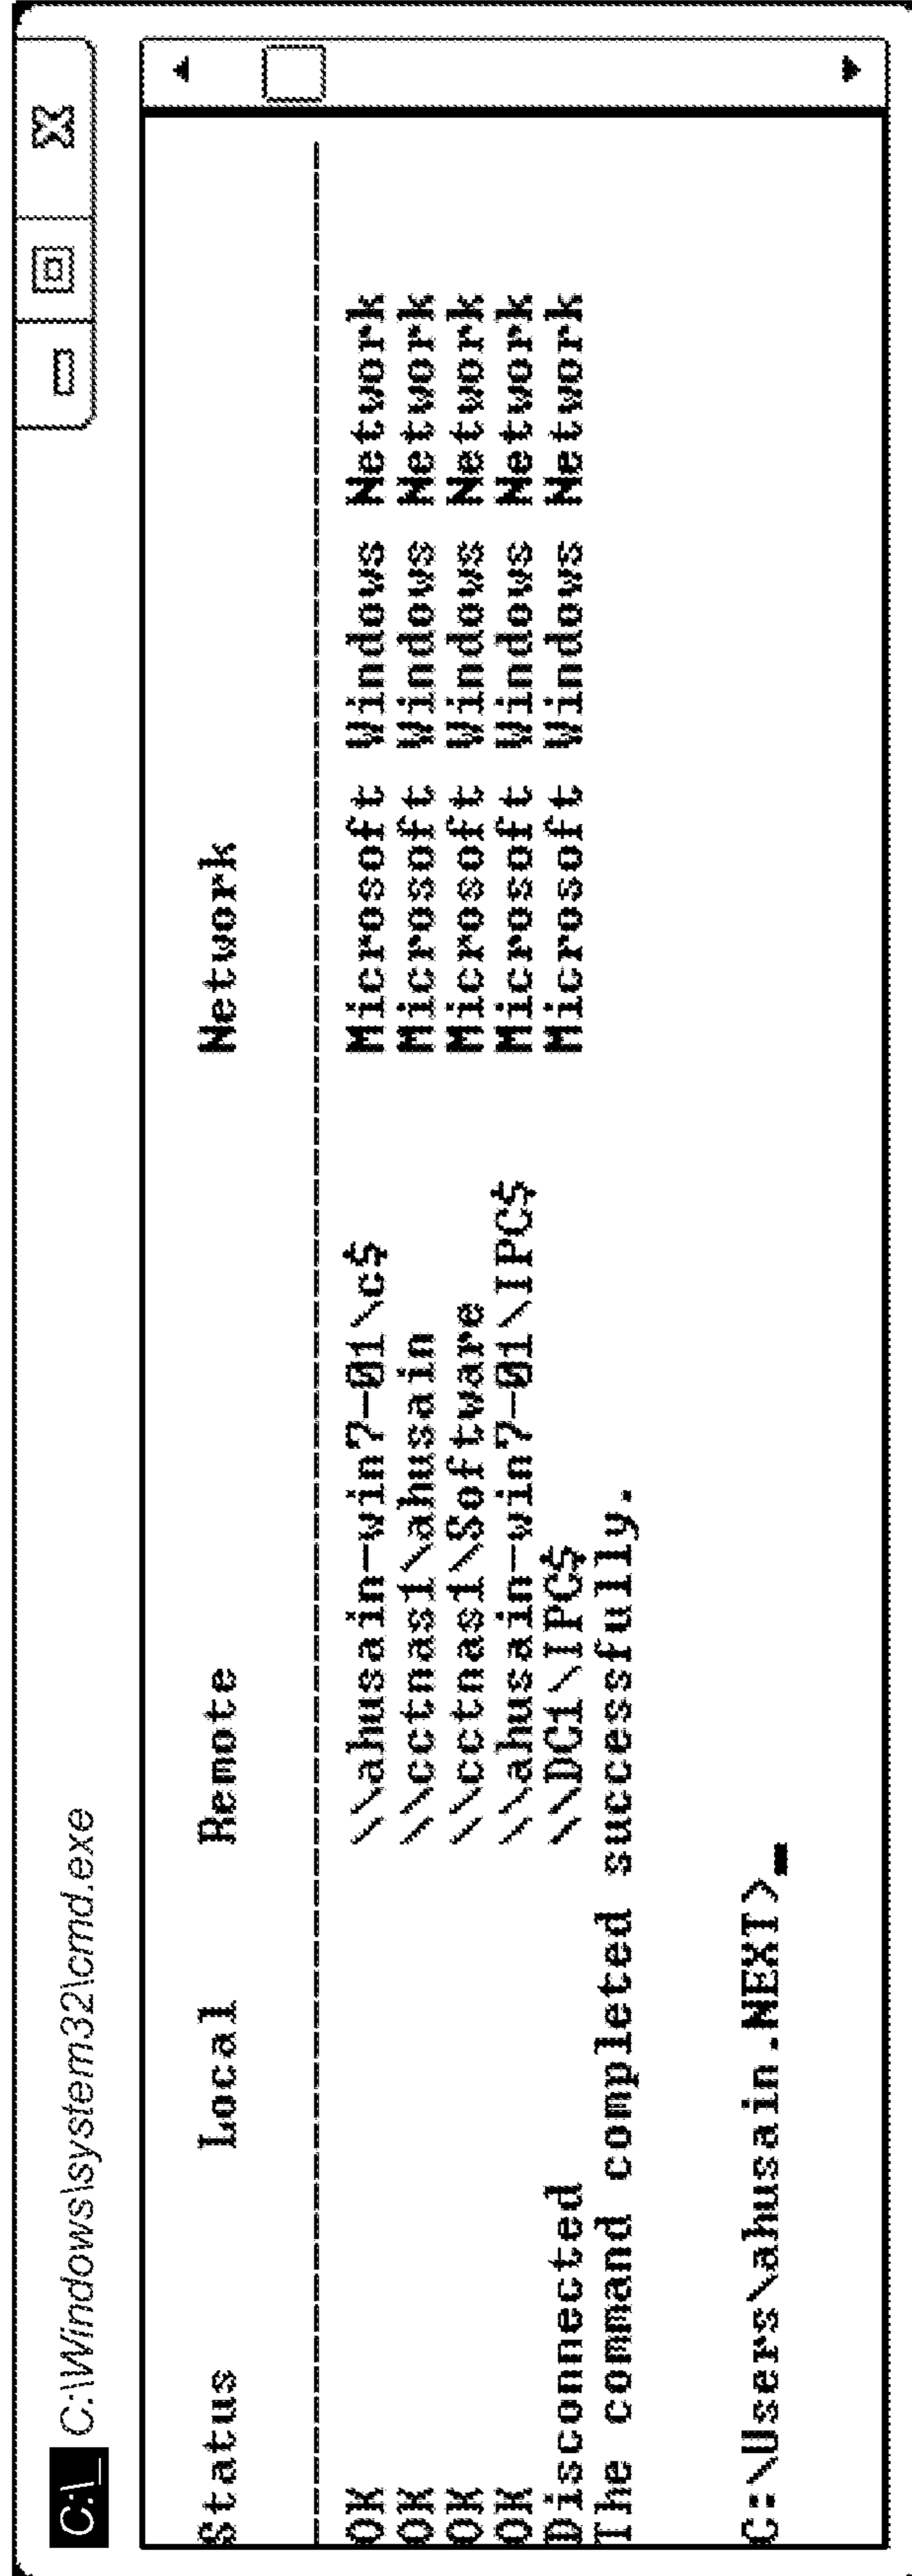 C:\_ C:\Windows\system32\cmd.exe
Status Local Remote Network
--------------------------------------------------------------------------------
OK \\ahusain-win7-01\c$ Microsoft Windows Network
OK \\cctnas1\ahusain Microsoft Windows Network
OK \\cctnas1\Software Microsoft Windows Network
OK \\ahusain-win7-01\IPC$ Microsoft Windows Network
Disconnected \\DC1\IPC$ Microsoft Windows Network
The command completed successfully.
C:\Users\ahusain.NEXT>_